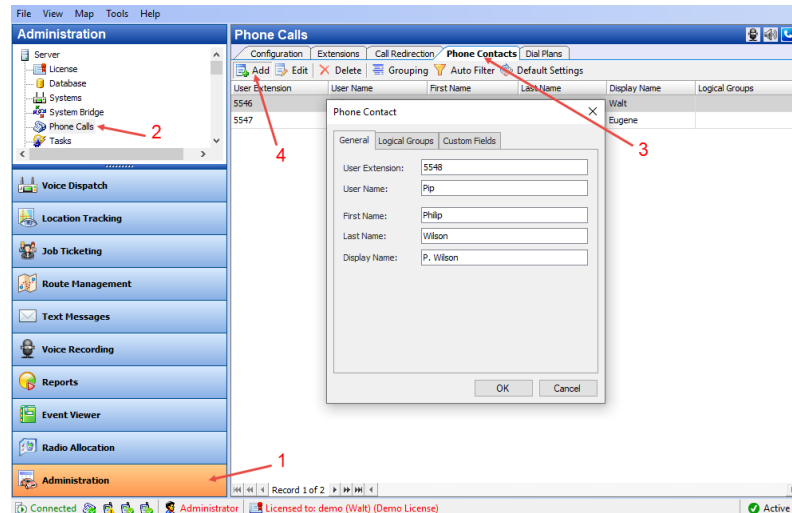 File View Map Tools Help
Administration
Phone Calls
Server
License
Database
Systems
System Bridge
Phone Calls
Tasks
2
Configuration Extensions Call Redirection Phone Contacts Dial Plans
Add Edit Delete Grouping Auto Filter Default Settings
User Extension User Name First Name Last Name Display Name Logical Groups
5546 Walt
5547 Eugene
4
3
Phone Contact
General Logical Groups Custom Fields
User Extension: 5548
User Name: Pip
First Name: Philip
Last Name: Wilson
Display Name: P. Wilson
OK Cancel
Voice Dispatch
Location Tracking
Job Ticketing
Route Management
Text Messages
Voice Recording
Reports
Event Viewer
Radio Allocation
Administration
1
Record 1 of 2
Connected Administrator Licensed to: demo (Walt) (Demo License) Active